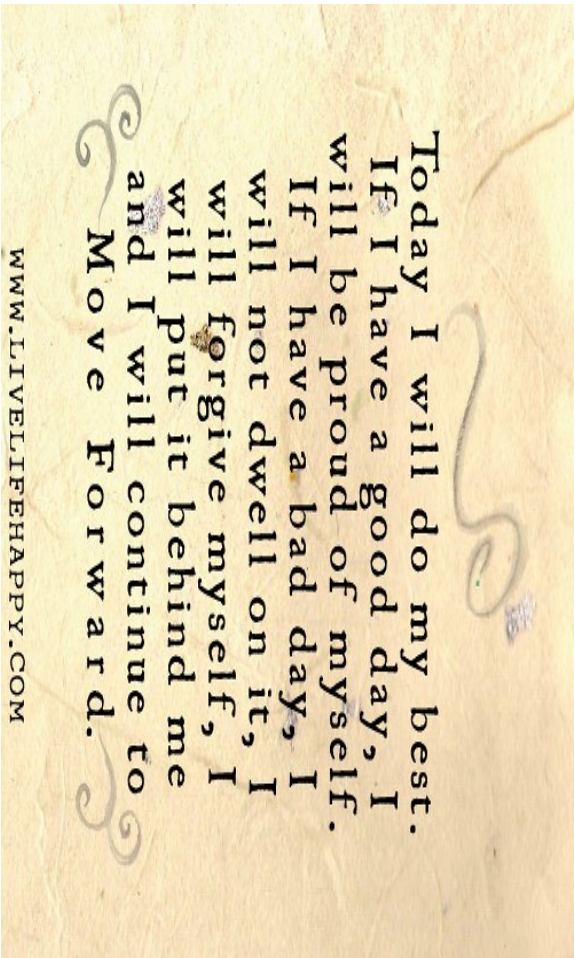 Today I will do my best.
If I have a good day, I
will be proud of myself.
If I have a bad day, I
will not dwell on it, I
will forgive myself, I
will put it behind me
and I will continue to
Move Forward.
WWW.LIVELIFEHAPPY.COM